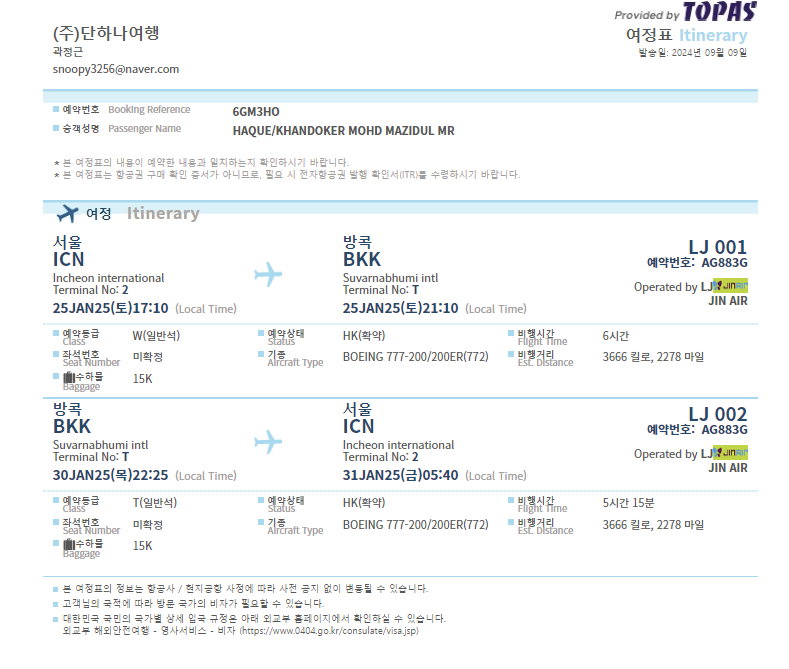 Provided by TOPAS
(주)단하나여행
여정표 Itinerary
곽정근
발송일: 2024년 09월 09일
snoopy3256@naver.com
예약번호 Booking Reference 6GM3HO
승객성명 Passenger Name HAQUE/KHANDOKER MOHD MAZIDUL MR
* 본 여정표의 내용이 예약한 내용과 일치하는지 확인하시기 바랍니다.
* 본 여정표는 항공권 구매 확인 증서가 아니므로, 필요 시 전자항공권 발행 확인서(ITR)를 수령하시기 바랍니다.
여정 Itinerary
서울 방콕 LJ 001
ICN BKK 예약번호: AG883G
Incheon international Suvarnabhumi intl
Terminal No: 2 Terminal No: T Operated by LJ JIN AIR
25JAN25(토)17:10 (Local Time) 25JAN25(토)21:10 (Local Time) JIN AIR
예약등급 W(일반석) 예약상태 HK(확약) 비행시간 6시간
Class Status Flight Time
좌석번호 미확정 기종 BOEING 777-200/200ER(772) 비행거리 3666 킬로, 2278 마일
Seat Number Aircraft Type Est. Distance
수하물 15K
Baggage
방콕 서울 LJ 002
BKK ICN 예약번호: AG883G
Suvarnabhumi intl Incheon international
Terminal No: T Terminal No: 2 Operated by LJ JIN AIR
30JAN25(목)22:25 (Local Time) 31JAN25(금)05:40 (Local Time) JIN AIR
예약등급 T(일반석) 예약상태 HK(확약) 비행시간 5시간 15분
Class Status Flight Time
좌석번호 미확정 기종 BOEING 777-200/200ER(772) 비행거리 3666 킬로, 2278 마일
Seat Number Aircraft Type Est. Distance
수하물 15K
Baggage
본 여정표의 정보는 항공사 / 현지공항 사정에 따라 사전 공지 없이 변동될 수 있습니다.
고객님의 국적에 따라 방문 국가의 비자가 필요할 수 있습니다.
대한민국 국민의 국가별 상세 입국 규정은 아래 외교부 홈페이지에서 확인하실 수 있습니다.
외교부 해외안전여행 - 영사서비스 - 비자 (https://www.0404.go.kr/consulate/visa.jsp)